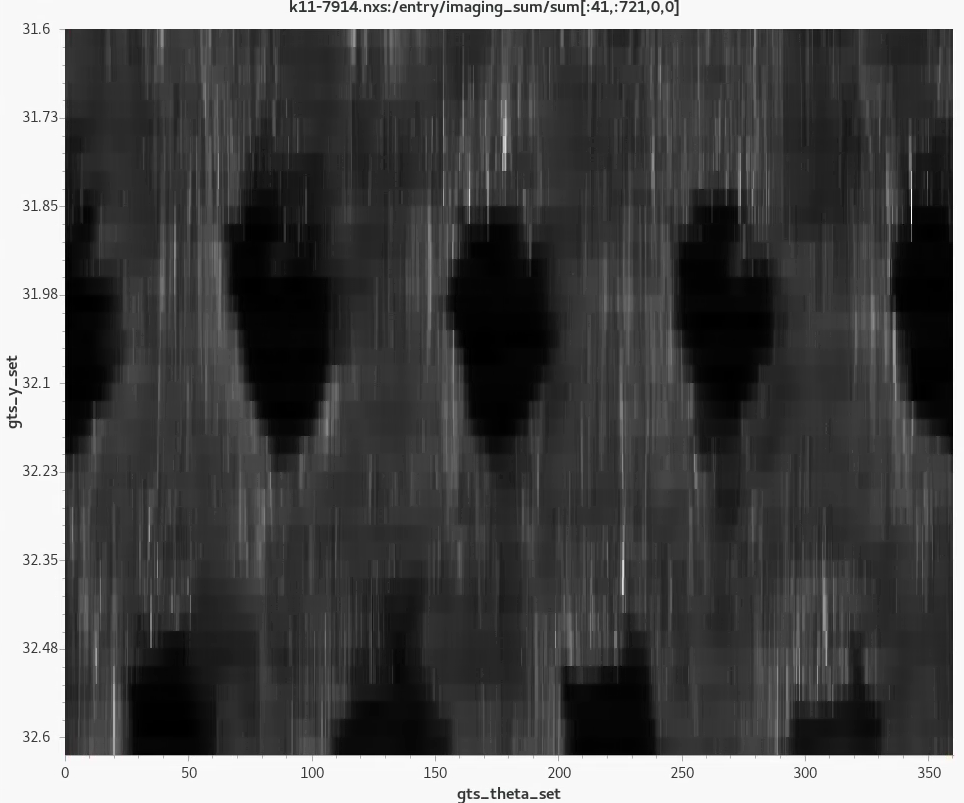 k11-7914.nxs:/entry/imaging_sum/sum[:41,:721,0,0]
31.6
31.73
31.85
31.98
32.1
32.23
32.35
32.48
32.6
gts_y_set
0 50 100 150 200 250 300 350
gts_theta_set